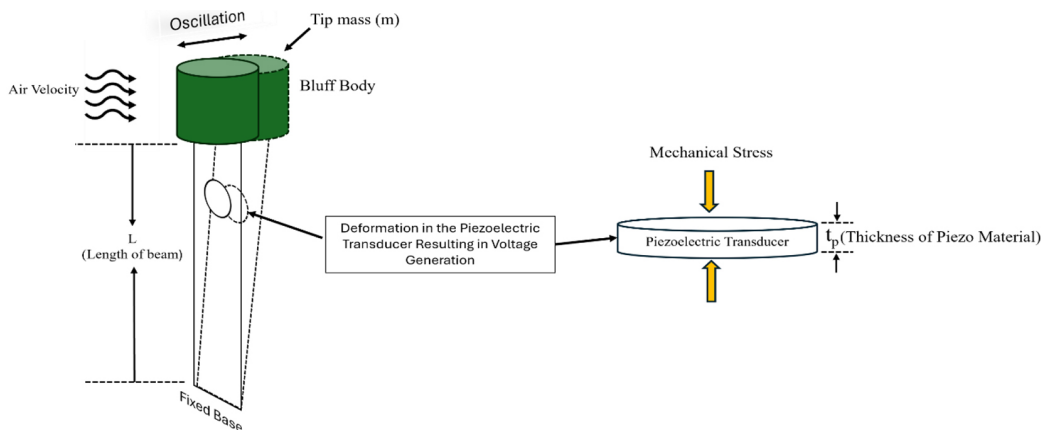 Oscillation
Tip mass (m)
Air Velocity
Bluff Body
L
(Length of beam)
Deformation in the Piezoelectric
Transducer Resulting in Voltage
Generation
Mechanical Stress
Piezoelectric Transducer
tp(Thickness of Piezo Material)
Fixed Base